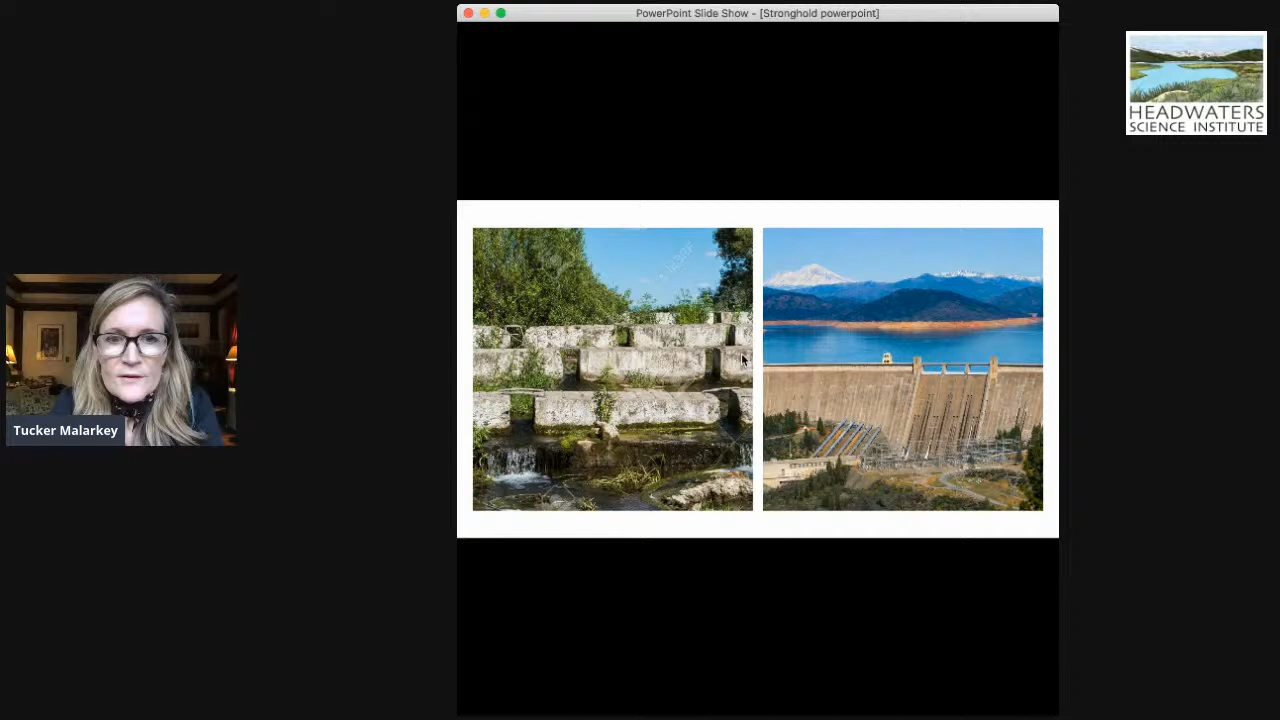 PowerPoint Slide Show - [Stronghold powerpoint]
HEADWATERS
SCIENCE INSTITUTE
Tucker Malarkey